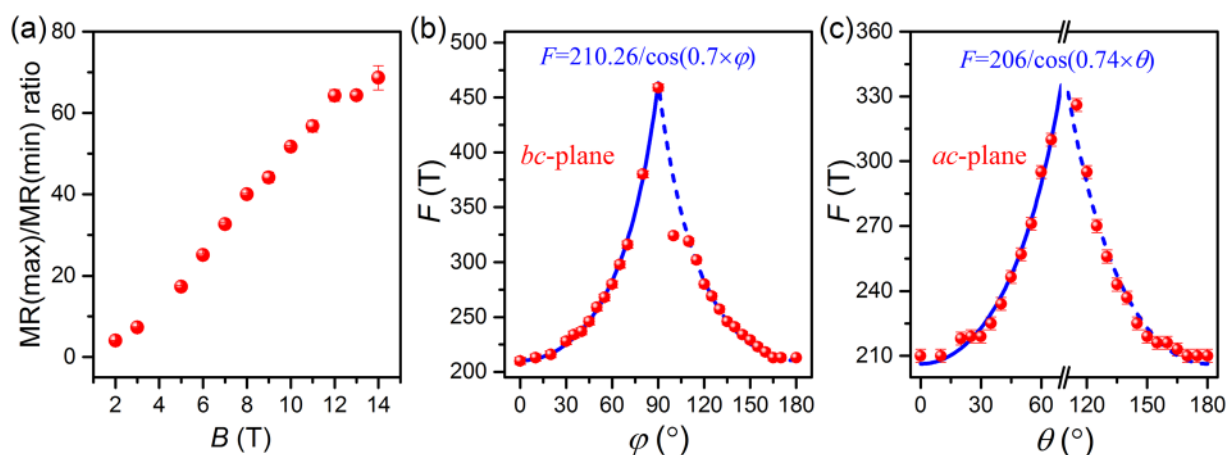 (a)
80
60
40
20
0
MR(max)/MR(min) ratio
2 4 6 8 10 12 14
B (T)
(b)
500
450
400
350
300
250
200
F (T)
F=210.26/cos(0.7×φ)
bc-plane
0 30 60 90 120 150 180
φ (°)
(c)
360
330
300
270
240
210
F (T)
F=206/cos(0.74×θ)
ac-plane
0 30 60 120 150 180
θ (°)